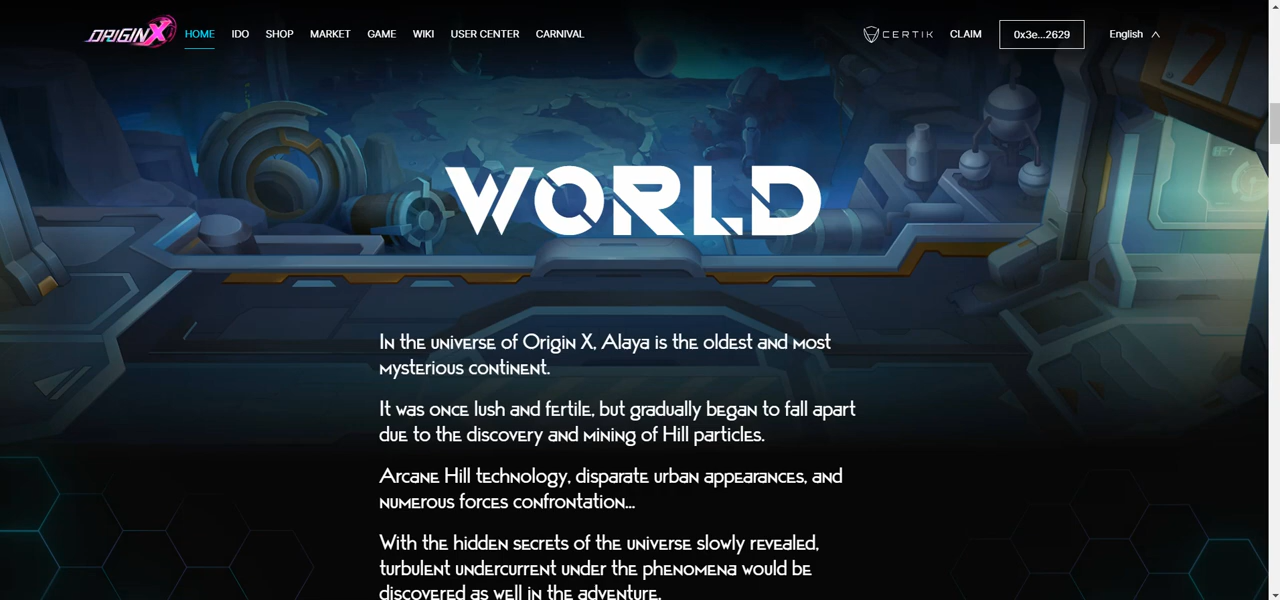 ORIGINX HOME IDO SHOP MARKET GAME WIKI USER CENTER CARNIVAL CERTIK CLAIM 0x3e...2629 English
7
WORLD
In the universe of Origin X, Alaya is the oldest and most
mysterious continent.
It was once lush and fertile, but gradually began to fall apart
due to the discovery and mining of Hill particles.
Arcane Hill technology, disparate urban appearances, and
numerous forces confrontation...
With the hidden secrets of the universe slowly revealed,
turbulent undercurrent under the phenomena would be
discovered as well in the adventure.